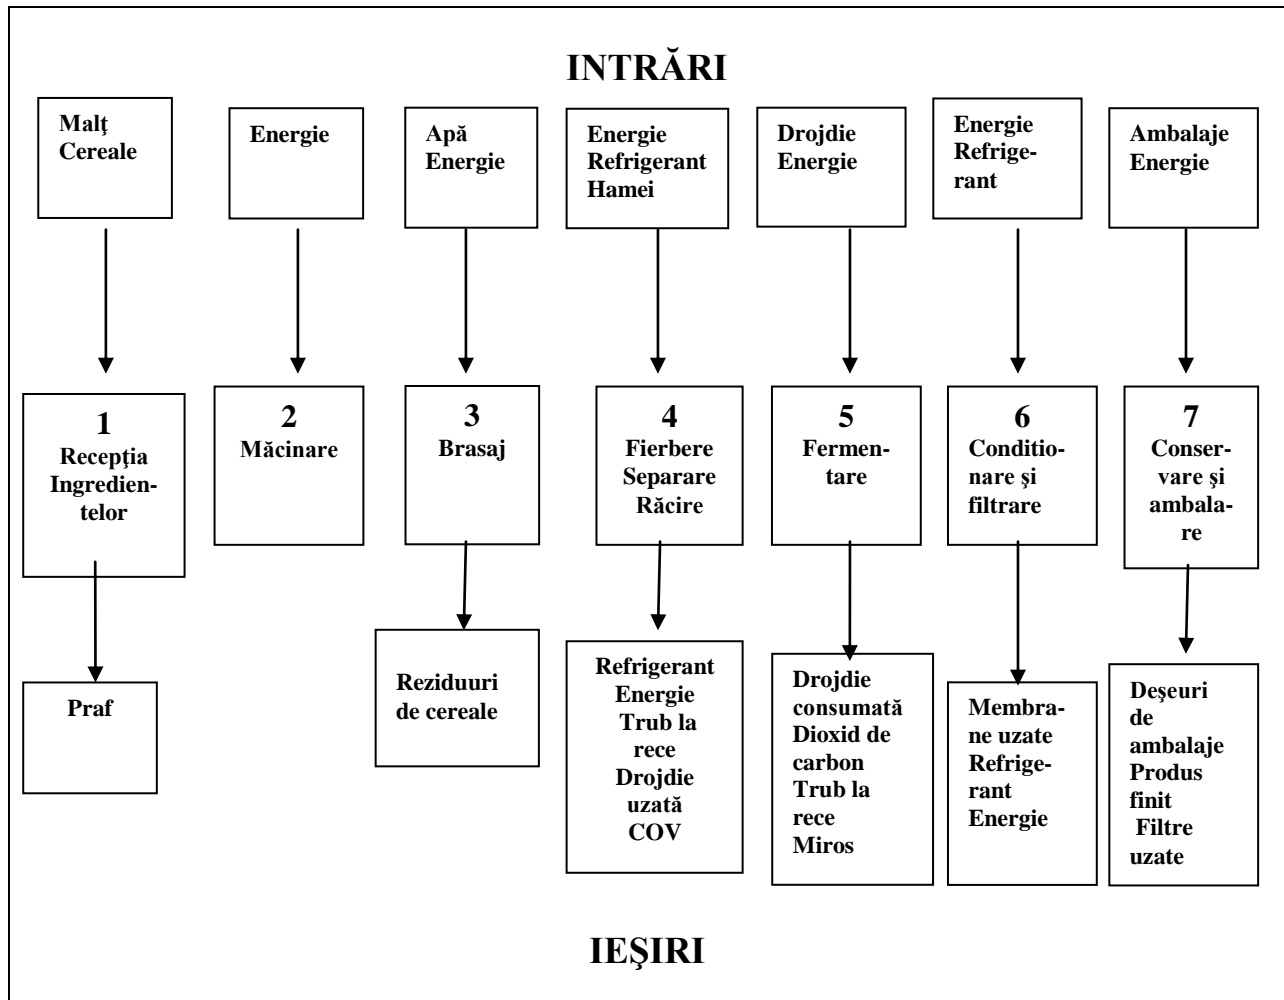 INTRĂRI
Malţ
Cereale
Energie
Apă
Energie
Energie
Refrigerant
Hamei
Drojdie
Energie
Energie
Refrige-
rant
Ambalaje
Energie
1
Recepţia
Ingredien-
telor
2
Măcinare
3
Brasaj
4
Fierbere
Separare
Răcire
5
Fermen-
tare
6
Conditio-
nare şi
filtrare
7
Conser-
vare şi
ambala-
re
Praf
Reziduuri
de cereale
Refrigerant
Energie
Trub la
rece
Drojdie
uzată
COV
Drojdie
consumată
Dioxid de
carbon
Trub la
rece
Miros
Membra-
ne uzate
Refrige-
rant
Energie
Deşeuri
de
ambalaje
Produs
finit
Filtre
uzate
IEŞIRI